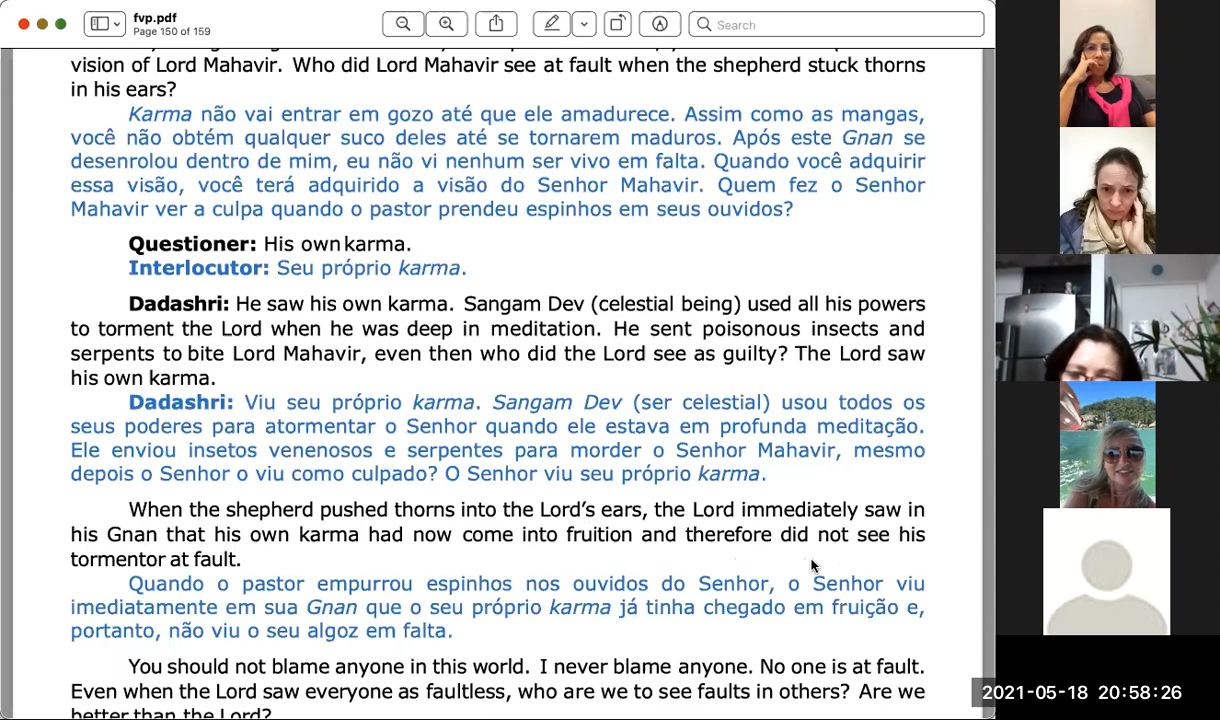 fvp.pdf
Page 150 of 159
Search
vision of Lord Mahavir. Who did Lord Mahavir see at fault when the shepherd stuck thorns
in his ears?
Karma não vai entrar em gozo até que ele amadurece. Assim como as mangas,
você não obtém qualquer suco deles até se tornarem maduros. Após este Gnan se
desenrolou dentro de mim, eu não vi nenhum ser vivo em falta. Quando você adquirir
essa visão, você terá adquirido a visão do Senhor Mahavir. Quem fez o Senhor
Mahavir ver a culpa quando o pastor prendeu espinhos em seus ouvidos?
Questioner: His own karma.
Interlocutor: Seu próprio karma.
Dadashri: He saw his own karma. Sangam Dev (celestial being) used all his powers
to torment the Lord when he was deep in meditation. He sent poisonous insects and
serpents to bite Lord Mahavir, even then who did the Lord see as guilty? The Lord saw
his own karma.
Dadashri: Viu seu próprio karma. Sangam Dev (ser celestial) usou todos os
seus poderes para atormentar o Senhor quando ele estava em profunda meditação.
Ele enviou insetos venenosos e serpentes para morder o Senhor Mahavir, mesmo
depois o Senhor o viu como culpado? O Senhor viu seu próprio karma.
When the shepherd pushed thorns into the Lord's ears, the Lord immediately saw in
his Gnan that his own karma had now come into fruition and therefore did not see his
tormentor at fault.
Quando o pastor empurrou espinhos nos ouvidos do Senhor, o Senhor viu
imediatamente em sua Gnan que o seu próprio karma já tinha chegado em fruição e,
portanto, não viu o seu algoz em falta.
You should not blame anyone in this world. I never blame anyone. No one is at fault.
Even when the Lord saw everyone as faultless, who are we to see faults in others? Are we
better than the Lord?
2021-05-18 20:58:26